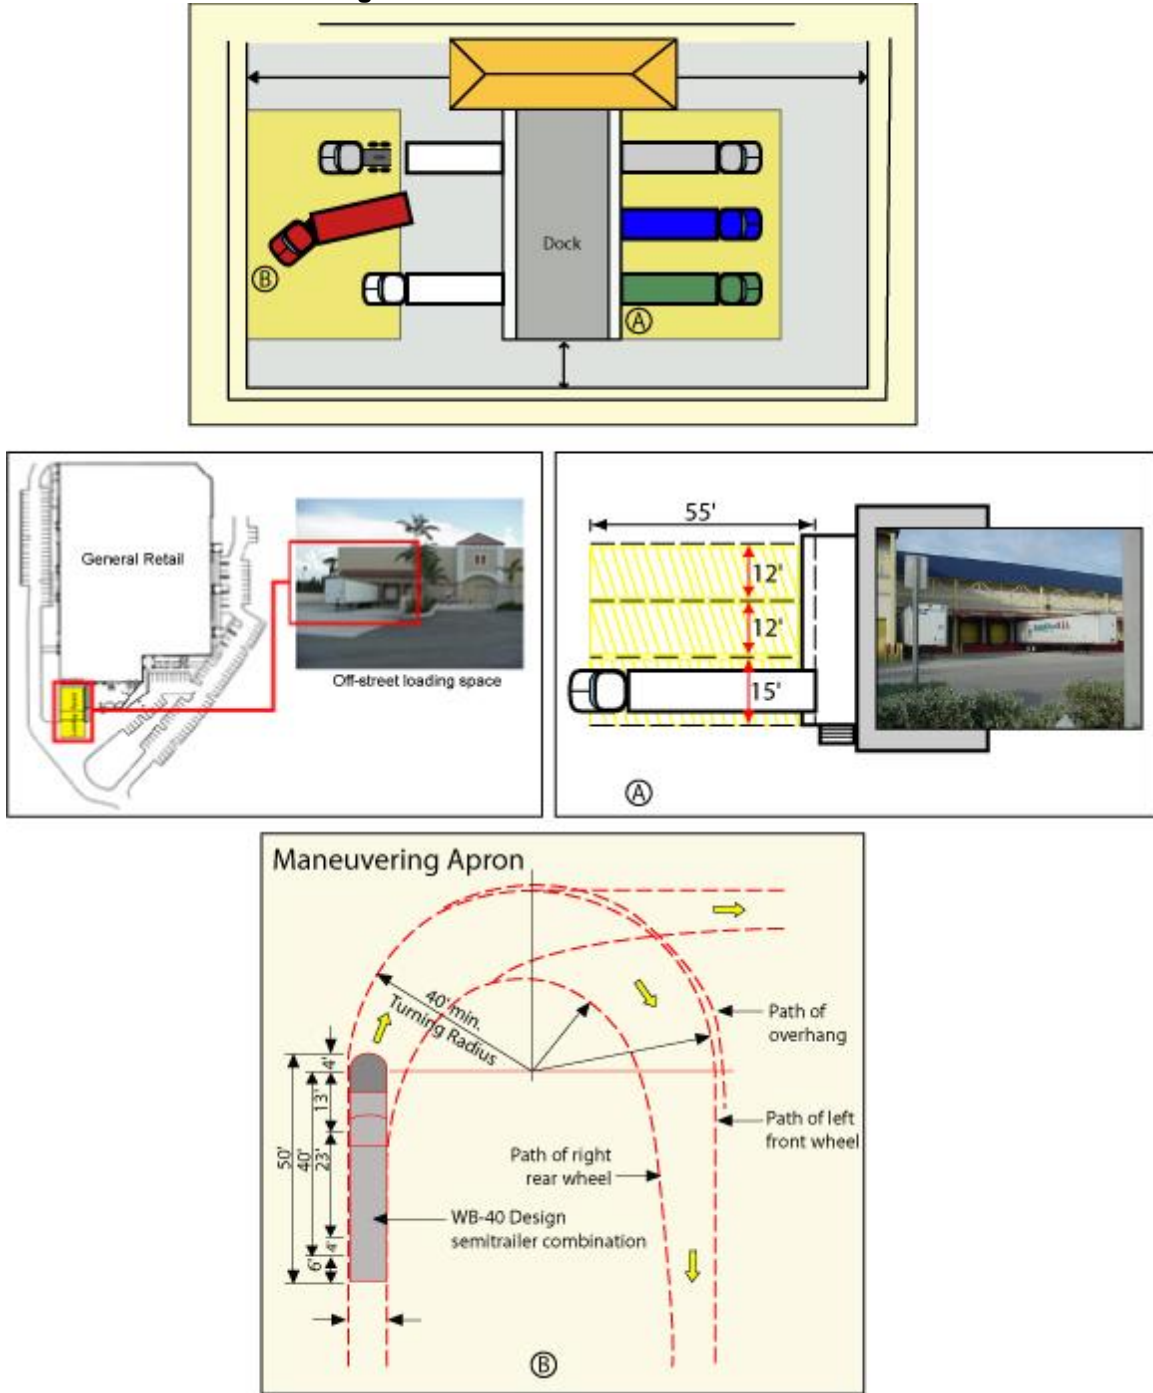 Dock
B
A
General Retail
Off-street loading space
55'
12'
12'
15'
A
Maneuvering Apron
40' min.
Turning Radius
Path of
overhang
Path of left
front wheel
Path of right
rear wheel
WB-40 Design
semitrailer combination
4'
13'
50'
40'
23'
4'
6'
B